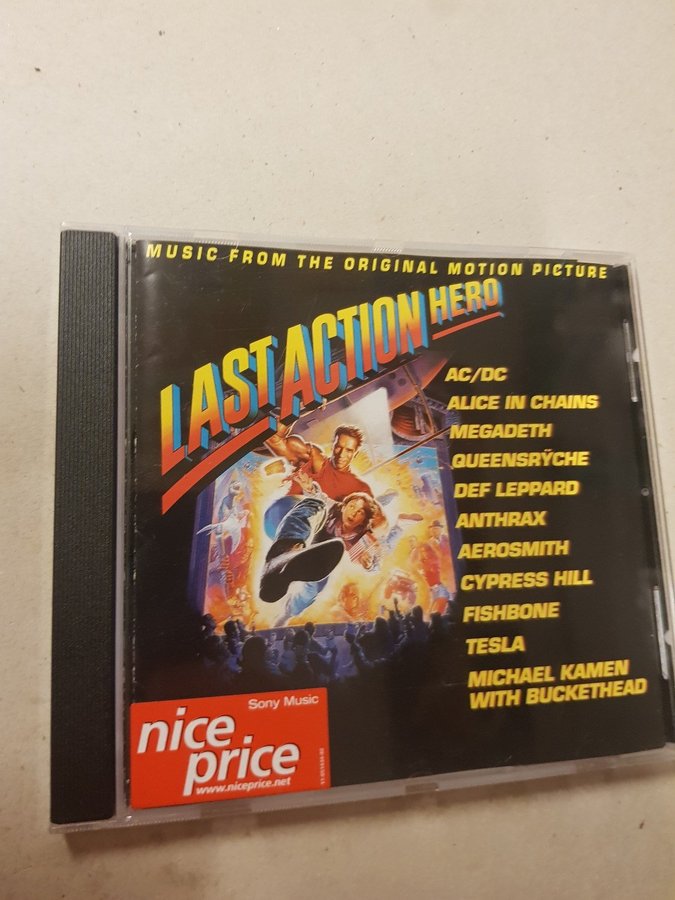 MUSIC FROM THE ORIGINAL MOTION PICTURE
LAST ACTION HERO
AC/DC
ALICE IN CHAINS
MEGADETH
QUEENSRŸCHE
DEF LEPPARD
ANTHRAX
AEROSMITH
CYPRESS HILL
FISHBONE
TESLA
MICHAEL KAMEN
WITH BUCKETHEAD
Sony Music
nice
price
www.niceprice.net